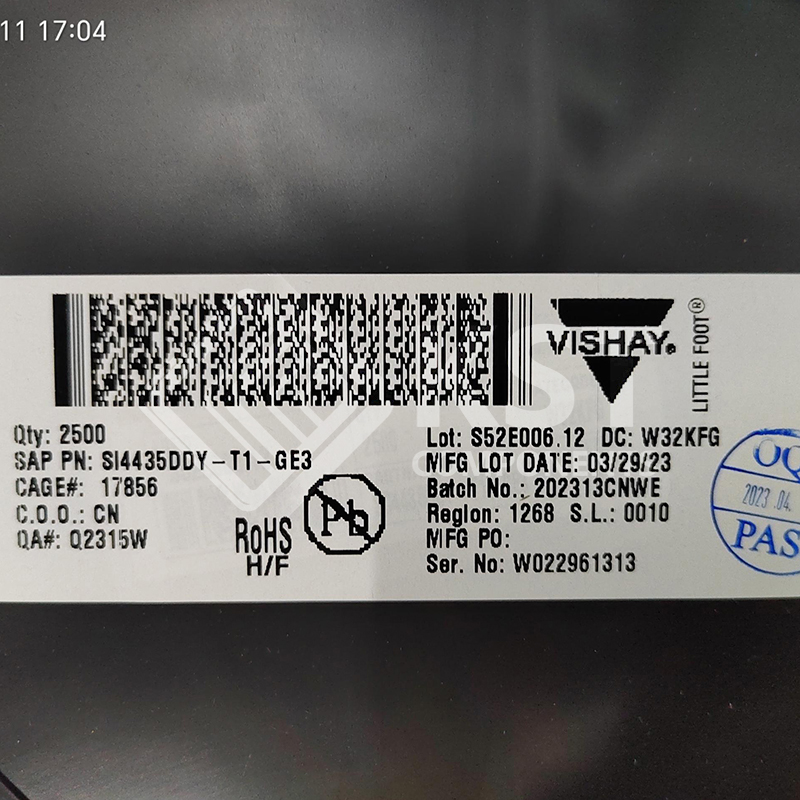 11 17:04
VISHAY®
LITTLE FOOT®
Qty: 2500
SAP PN: SI4435DDY-T1-GE3
CAGE#: 17856
C.O.O.: CN
QA#: Q2315W
RoHS
H/F
Pb
Lot: S52E006.12 DC: W32KFG
MFG LOT DATE: 03/29/23
Batch No.: 202313CNWE
Region: 1268 S.L.: 0010
MFG PO:
Ser. No: W022961313
OQ
2023.04.
PAS